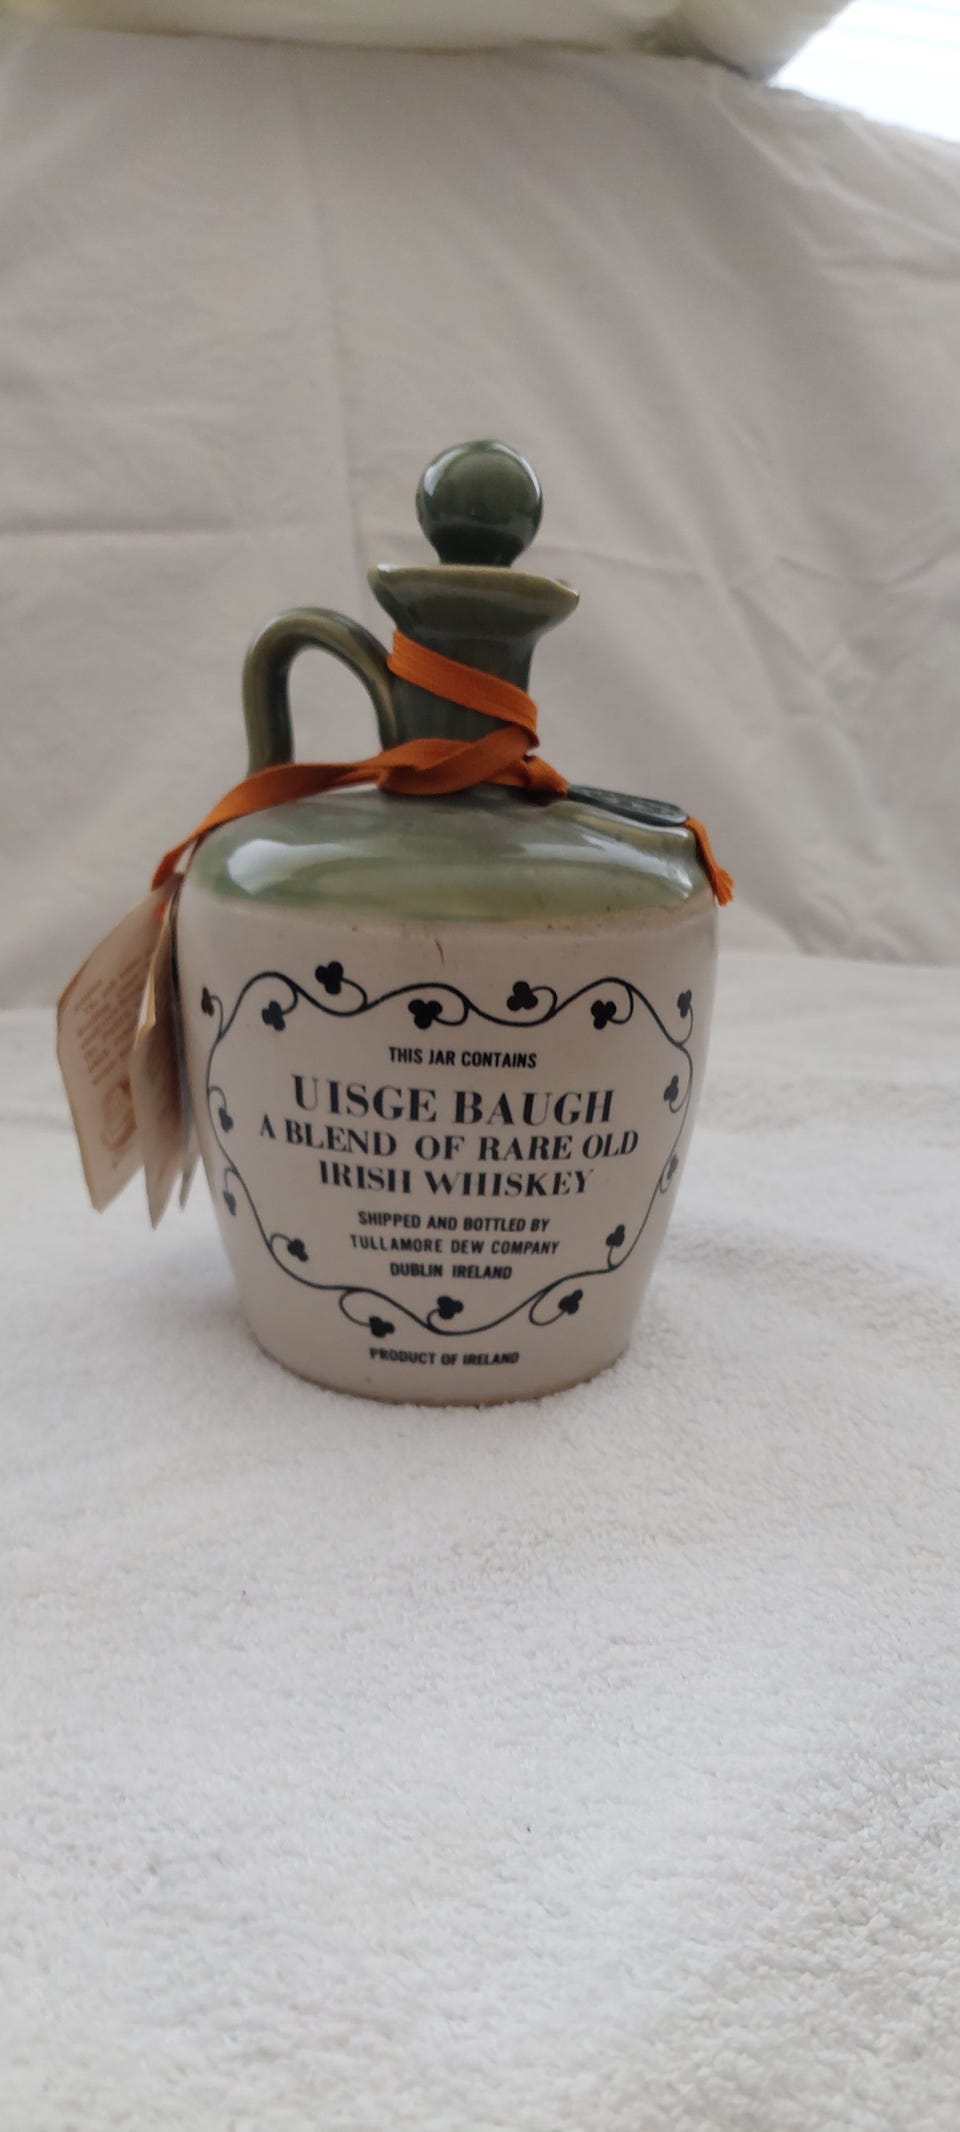 THIS JAR CONTAINS
UISGE BAUGH
A BLEND OF RARE OLD
IRISH WHISKEY
SHIPPED AND BOTTLED BY
TULLAMORE DEW COMPANY
DUBLIN IRELAND
PRODUCT OF IRELAND